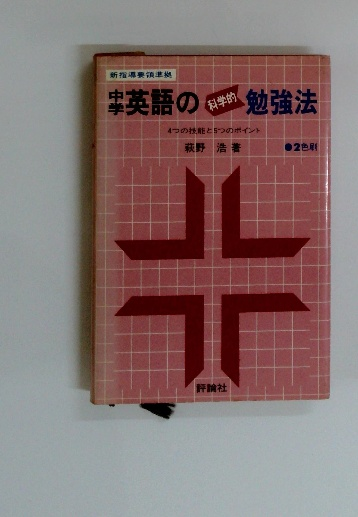 新指導要領準拠
中学英語の科学的勉強法
4つの技能と5つのポイント
萩野 浩著 ●2色刷
評論社